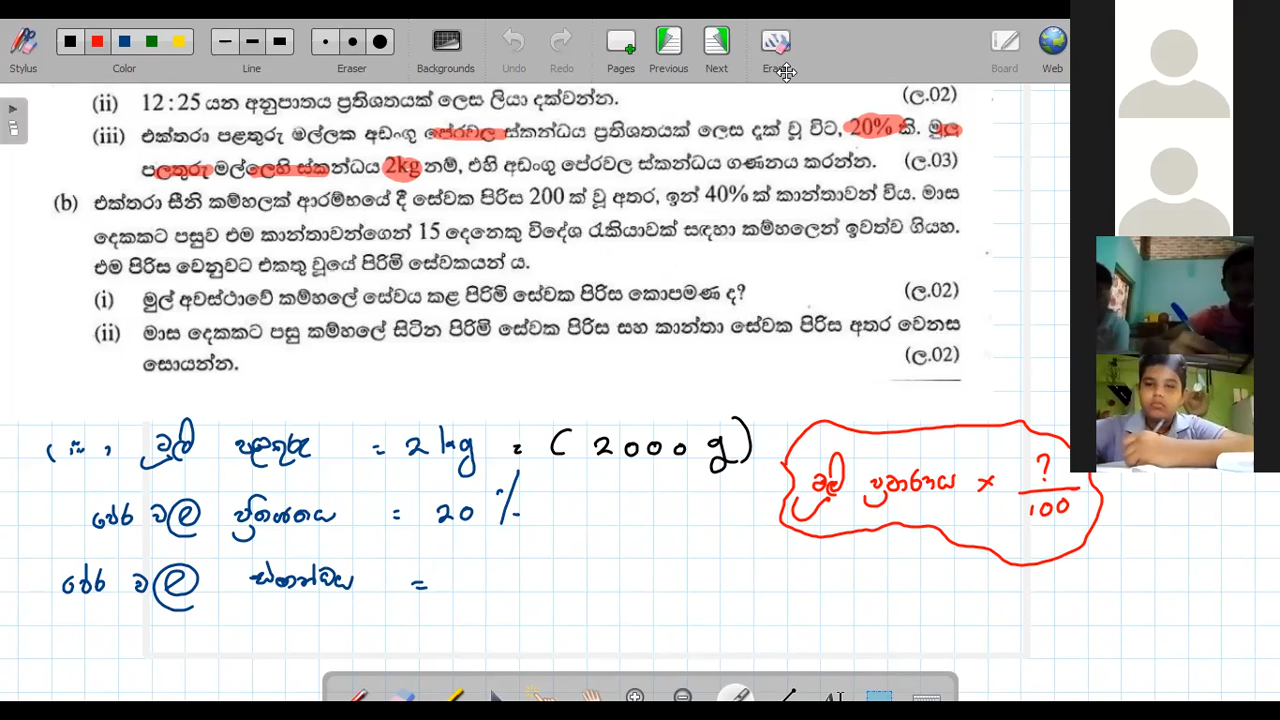 Stylus Color Line Eraser Backgrounds Undo Redo Pages Previous Next Erase Board Web
(ii) 12 : 25 යන අනුපාතය ප්‍රතිශතයක් ලෙස ලියා දක්වන්න. (ල.02)
(iii) එක්තරා පළතුරු මල්ලක අඩංගු පේරවල ස්කන්ධය ප්‍රතිශතයක් ලෙස දැක් වූ විට, 20% කි. මුලු
පලතුරු මල්ලෙහි ස්කන්ධය 2kg නම්, එහි අඩංගු පේරවල ස්කන්ධය ගණනය කරන්න. (ල.03)
(b) එක්තරා සීනි කම්හලක් ආරම්භයේ දී සේවක පිරිස 200 ක් වූ අතර, ඉන් 40% ක් කාන්තාවන් විය. මාස
දෙකකට පසුව එම කාන්තාවන්ගෙන් 15 දෙනෙකු විදේශ රැකියාවක් සඳහා කම්හලෙන් ඉවත්ව ගියහ.
එම පිරිස වෙනුවට එකතු වූයේ පිරිමි සේවකයන් ය.
(i) මුල් අවස්ථාවේ කම්හලේ සේවය කළ පිරිමි සේවක පිරිස කොපමණ ද? (ල.02)
(ii) මාස දෙකකට පසු කම්හලේ සිටින පිරිමි සේවක පිරිස සහ කාන්තා සේවක පිරිස අතර වෙනස
සොයන්න. (ල.02)
(iii) මුලු පළතුරු = 2 kg = (2000 g)
පේර වල ප්‍රතිශතය = 20 %
පේර වල ස්කන්ධය =
මුලු ප්‍රමාණය × ?/100
AI